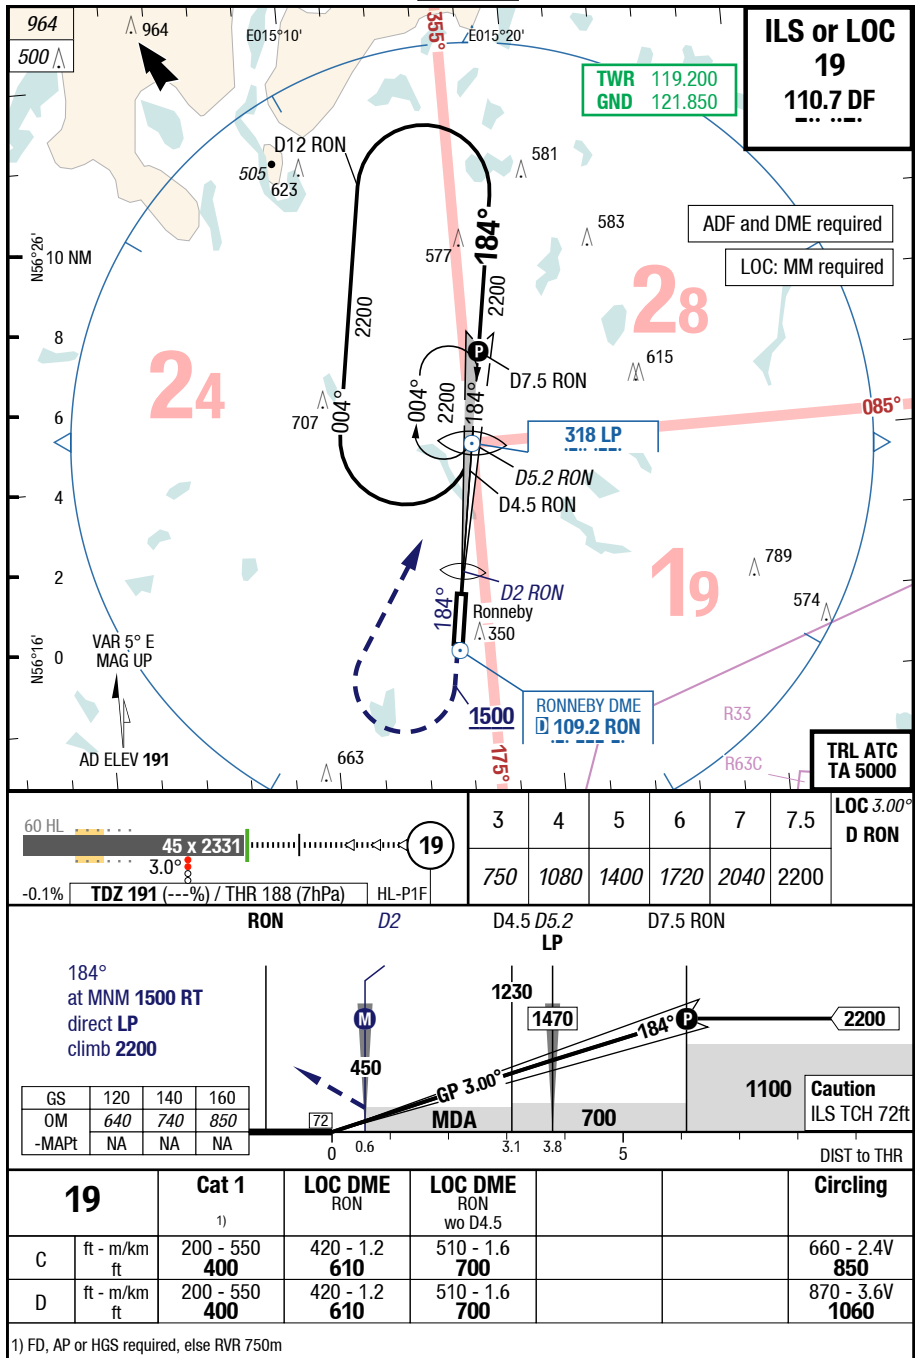 964
500
964
E015°10'
355°
E015°20'
ILS or LOC
19
110.7 DF
TWR 119.200
GND 121.850
D12 RON
505
623
581
583
577
184°
ADF and DME required
LOC: MM required
N56°26'
10 NM
2200
2200
28
24
8
615
D7.5 RON
707
004°
004°
2200
184°
6
085°
318 LP
D5.2 RON
D4.5 RON
4
19
789
2
D2 RON
574
184°
Ronneby
350
VAR 5° E
MAG UP
N56°16'
0
1500
RONNEBY DME
D 109.2 RON
R33
R63C
175°
AD ELEV 191
663
TRL ATC
TA 5000
60 HL
45 x 2331
19
3.0°
-0.1%
TDZ 191 (---%) / THR 188 (7hPa)
HL-P1F
3 4 5 6 7 7.5 LOC 3.00°
D RON
750 1080 1400 1720 2040 2200
RON D2 D4.5 D5.2 D7.5 RON
LP
184°
at MNM 1500 RT
direct LP
climb 2200
1230
M
1470
184°
P
2200
450
GP 3.00°
1100
Caution
ILS TCH 72ft
72
MDA
700
GS 120 140 160
OM 640 740 850
-MAPt NA NA NA
0 0.6 3.1 3.8 5 DIST to THR
19 Cat 1 LOC DME LOC DME Circling
RON RON
1) wo D4.5
C ft - m/km 200 - 550 420 - 1.2 510 - 1.6 660 - 2.4V
ft 400 610 700 850
D ft - m/km 200 - 550 420 - 1.2 510 - 1.6 870 - 3.6V
ft 400 610 700 1060
1) FD, AP or HGS required, else RVR 750m